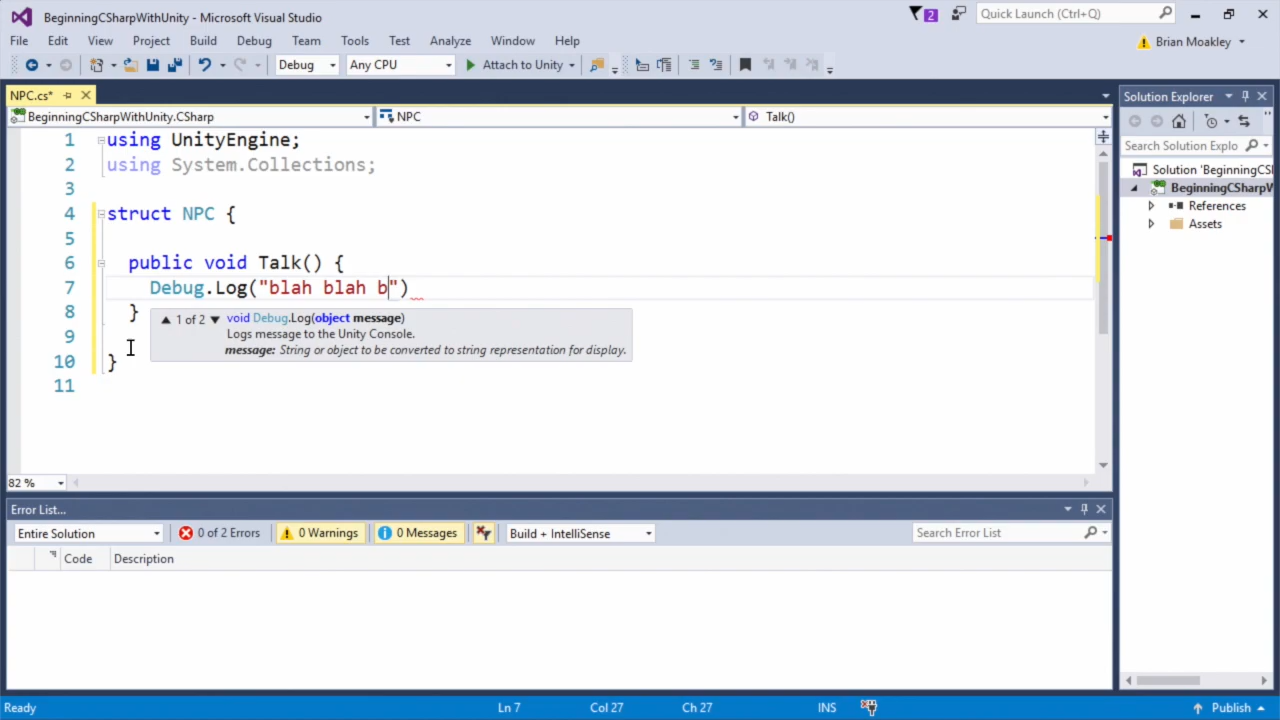 BeginningCSharpWithUnity - Microsoft Visual Studio
2
Quick Launch (Ctrl+Q)
File Edit View Project Build Debug Team Tools Test Analyze Window Help
Brian Moakley
Debug Any CPU Attach to Unity
NPC.cs*
BeginningCSharpWithUnity.CSharp NPC Talk()
1 using UnityEngine;
2 using System.Collections;
3
4 struct NPC {
5
6 public void Talk() {
7 Debug.Log("blah blah b")
8 }
9
10 }
11
1 of 2 void Debug.Log(object message)
Logs message to the Unity Console.
message: String or object to be converted to string representation for display.
82 %
Solution Explorer
Search Solution Explo
Solution 'BeginningCS
BeginningCSharpW
References
Assets
Error List...
Entire Solution 0 of 2 Errors 0 Warnings 0 Messages Build + IntelliSense Search Error List
Code Description
Ready Ln 7 Col 27 Ch 27 INS Publish